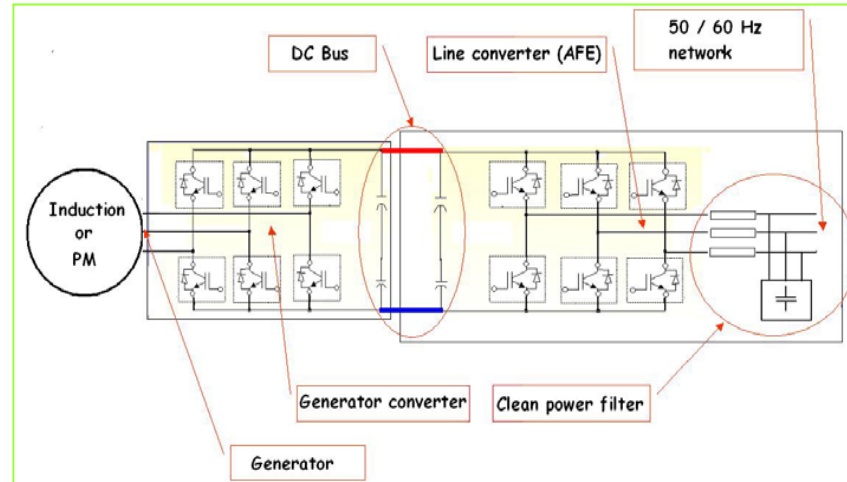 50 / 60 Hz
network
DC Bus
Line converter (AFE)
Induction
or
PM
Generator converter
Clean power filter
Generator